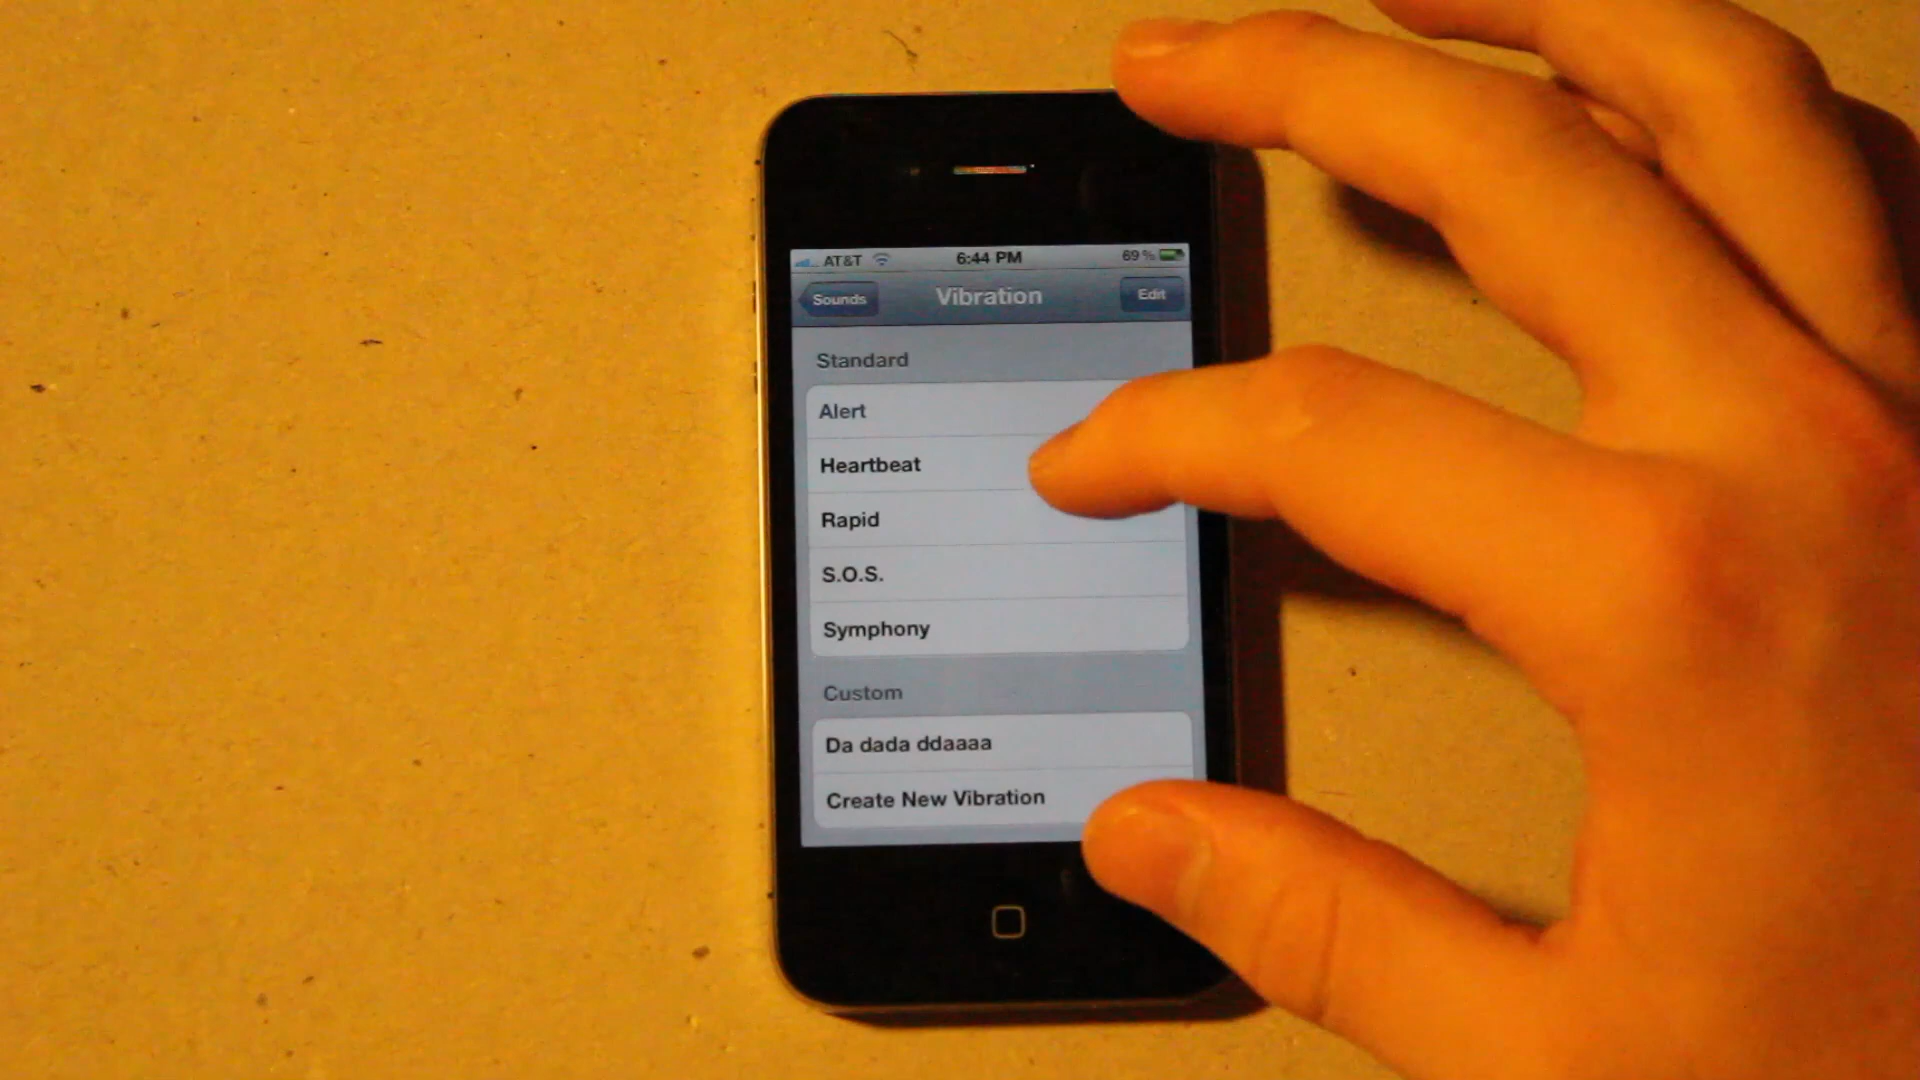 AT&T 6:44 PM 69%
Sounds Vibration Edit
Standard
Alert
Heartbeat
Rapid
S.O.S.
Symphony
Custom
Da dada ddaaaa
Create New Vibration